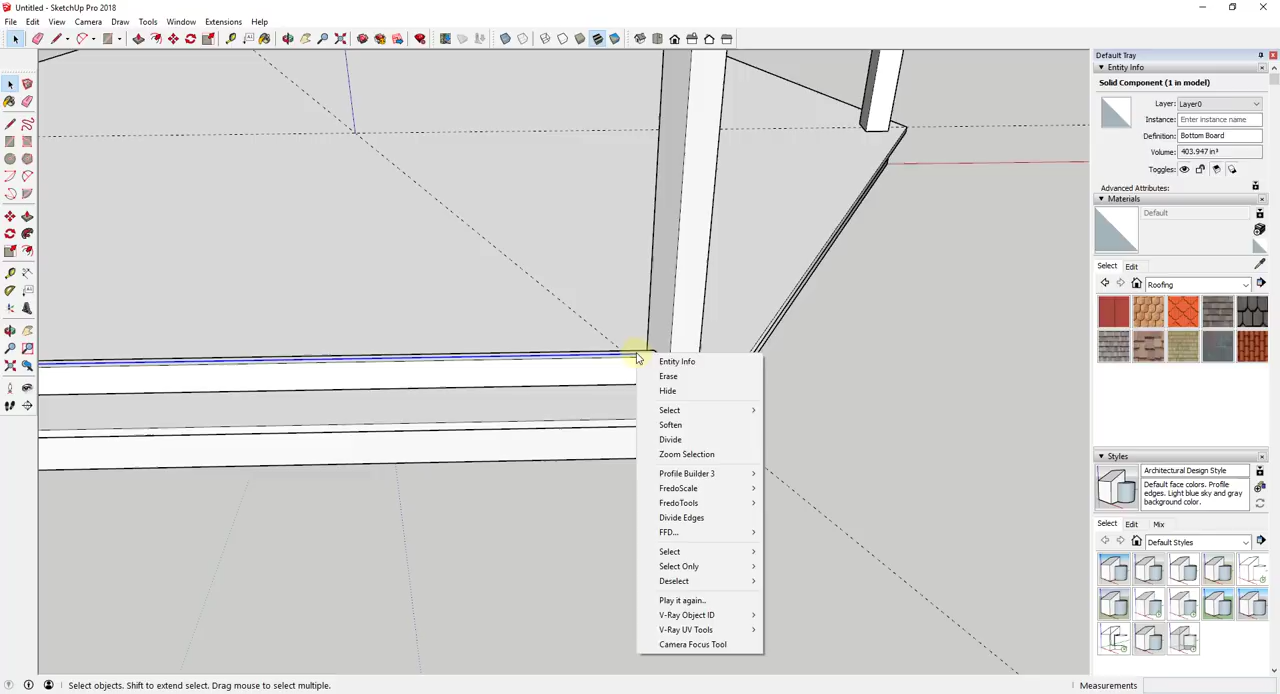 Untitled - SketchUp Pro 2018
File Edit View Camera Draw Tools Window Extensions Help
Default Tray
Entity Info
Solid Component (1 in model)
Layer: Layer0
Instance: Enter instance name
Definition: Bottom Board
Volume: 403.947 in³
Toggles:
Advanced Attributes:
Materials
Default
Select Edit
Roofing
Styles
Architectural Design Style
Default face colors. Profile
edges. Light blue sky and gray
background color.
Select Edit Mix
Default Styles
Entity Info
Erase
Hide
Select
Soften
Divide
Zoom Selection
Profile Builder 3
FredoScale
FredoTools
Divide Edges
FFD...
Select
Select Only
Deselect
Play it again..
V-Ray Object ID
V-Ray UV Tools
Camera Focus Tool
Select objects. Shift to extend select. Drag mouse to select multiple.
Measurements